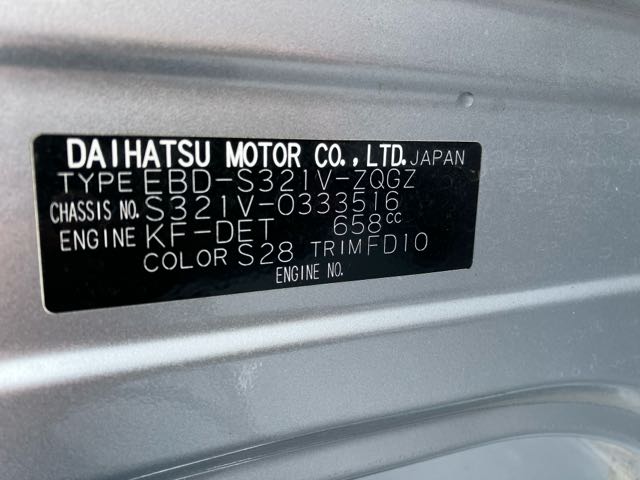 DAIHATSU MOTOR CO., LTD. JAPAN
TYPE EBD-S321V-ZQGZ
CHASSIS NO. S321V-0333516
ENGINE KF-DET 658cc
COLOR S28 TRIM FD10
ENGINE NO.